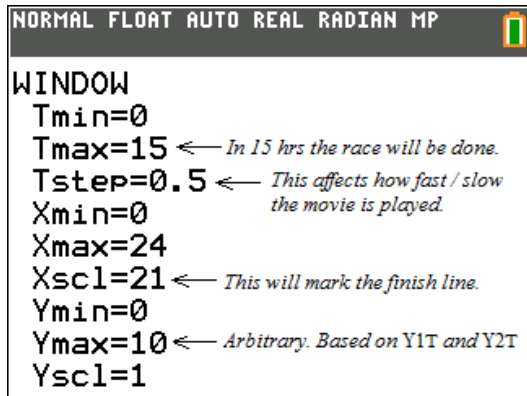 NORMAL FLOAT AUTO REAL RADIAN MP
WINDOW
Tmin=0
Tmax=15 In 15 hrs the race will be done.
Tstep=0.5 This affects how fast / slow
the movie is played.
Xmin=0
Xmax=24
Xscl=21 This will mark the finish line.
Ymin=0
Ymax=10 Arbitrary. Based on Y1T and Y2T
Yscl=1